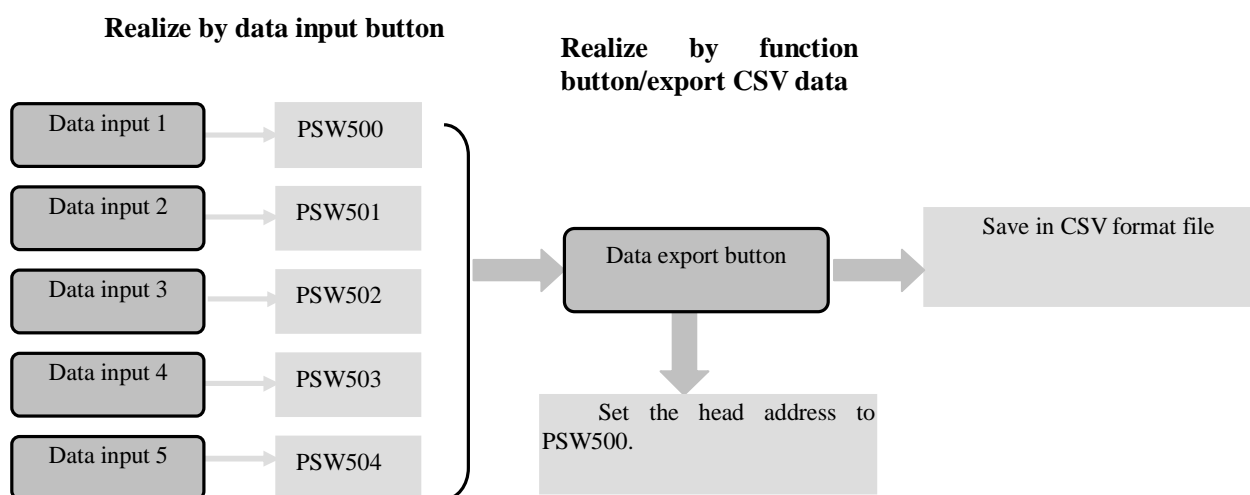 Realize by data input button
Realize by function
button/export CSV data
Data input 1
PSW500
Data input 2
PSW501
Data input 3
PSW502
Data input 4
PSW503
Data input 5
PSW504
Data export button
Save in CSV format file
Set the head address to
PSW500.